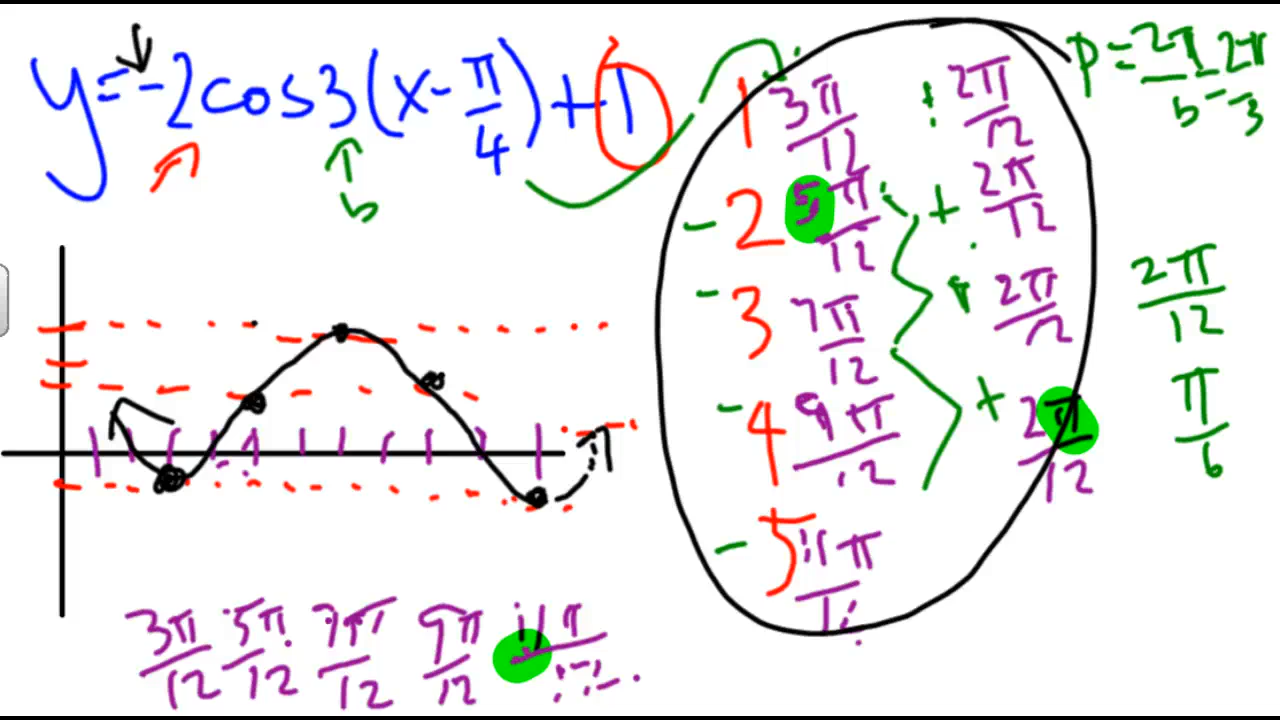 y = -2cos3(x - π/4) + 1
b
p = 2π/b = 2π/3
1 3π/12 + 2π/12
-2 5π/12 + 2π/12
-3 7π/12 + 2π/12
-4 9π/12 + 2π/12
-5 11π/12
2π/12
π/6
3π/12 5π/12 7π/12 9π/12 11π